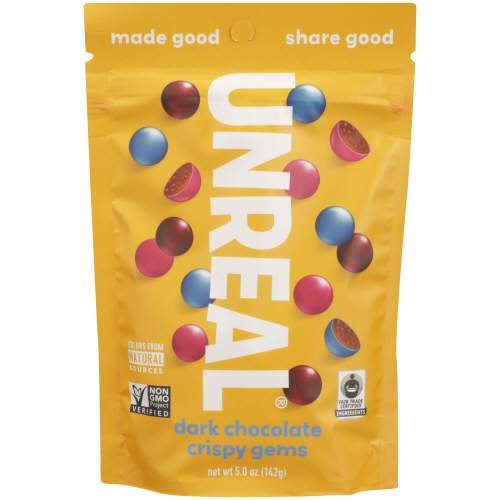 made good share good
UNREAL®
COLORS FROM
NATURAL
SOURCES
NON
GMO
Project
VERIFIED
FAIR TRADE
CERTIFIED
INGREDIENTS
dark chocolate
crispy gems
net wt 5.0 oz (142g)